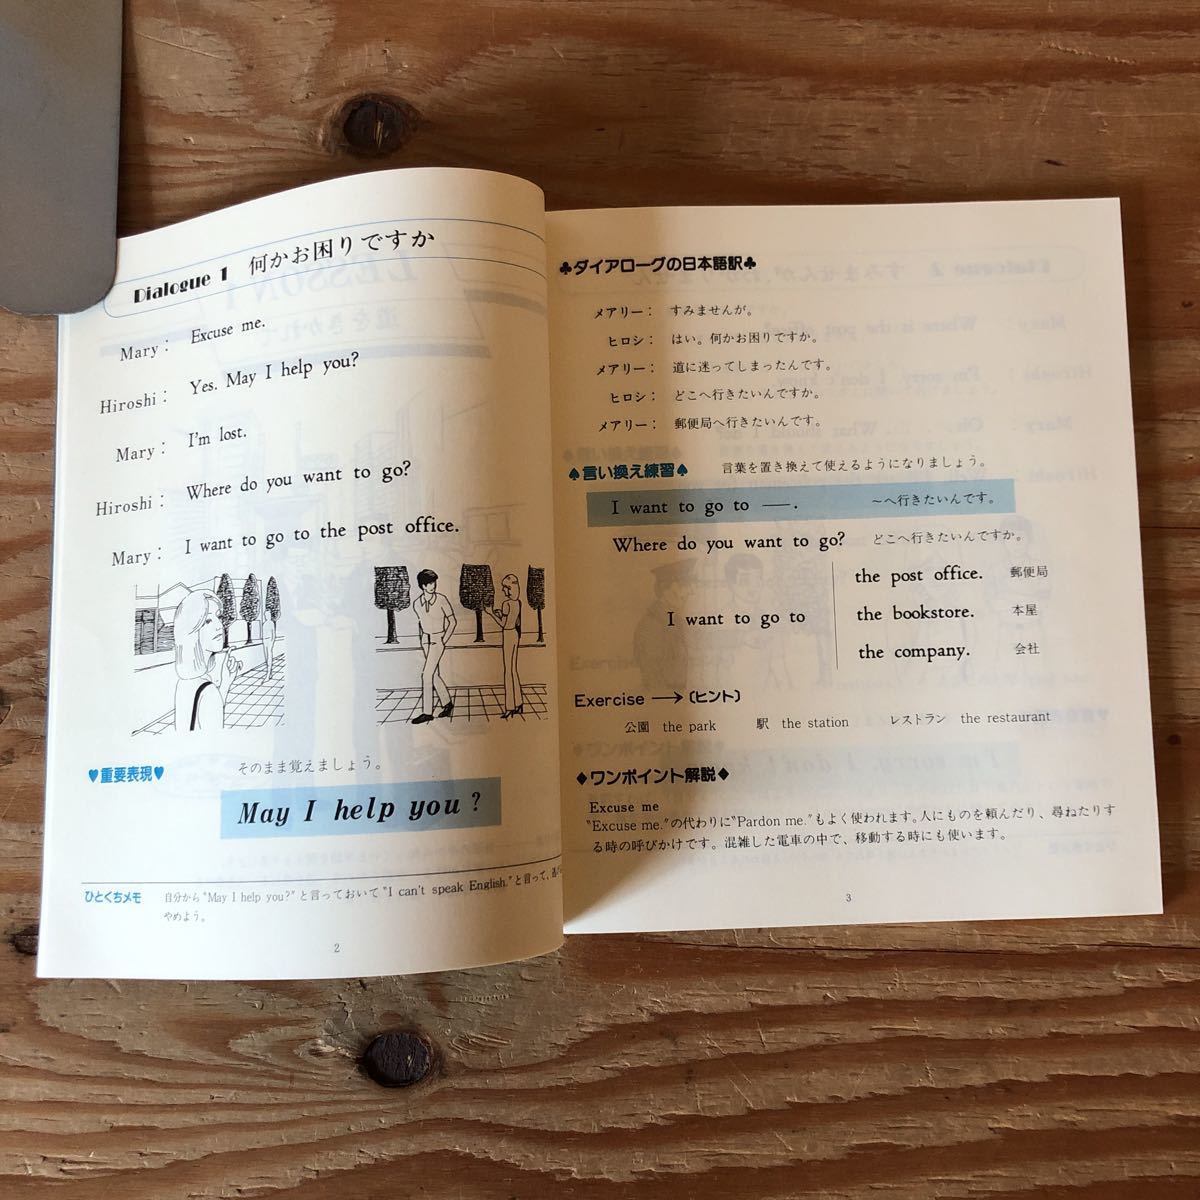 Dialogue 1 何かお困りですか
Mary: Excuse me.
Hiroshi: Yes. May I help you?
Mary: I'm lost.
Hiroshi: Where do you want to go?
Mary: I want to go to the post office.
♥重要表現♥ そのまま覚えましょう。
May I help you?
ひとくちメモ 自分から"May I help you?"と言っておいて"I can't speak English."と言って、
やめよう。
2
♣ダイアローグの日本語訳♣
メアリー: すみませんが。
ヒロシ: はい。何かお困りですか。
メアリー: 道に迷ってしまったんです。
ヒロシ: どこへ行きたいんですか。
メアリー: 郵便局へ行きたいんです。
♠言い換え練習♠ 言葉を置き換えて使えるようになりましょう。
I want to go to ——. 〜へ行きたいんです。
Where do you want to go? どこへ行きたいんですか。
the post office. 郵便局
I want to go to the bookstore. 本屋
the company. 会社
Exercise →〔ヒント〕
公園 the park 駅 the station レストラン the restaurant
◆ワンポイント解説◆
Excuse me
"Excuse me."の代わりに"Pardon me."もよく使われます。人にものを頼んだり、尋ねたりす
る時の呼びかけです。混雑した電車の中で、移動する時にも使います。
3